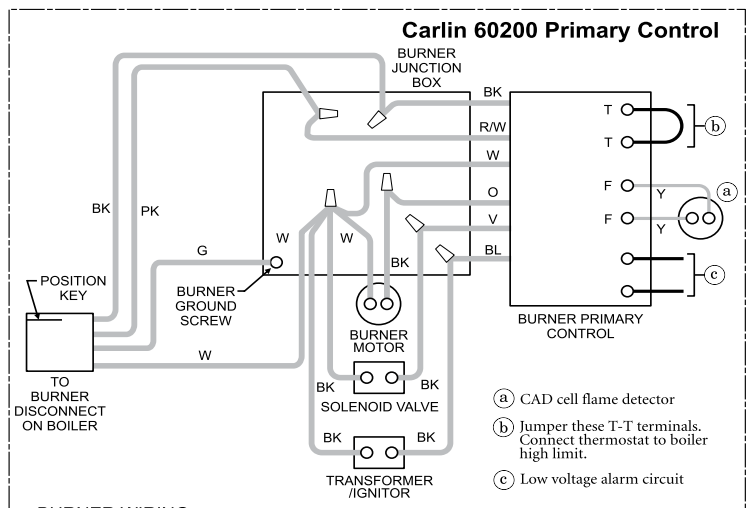 Carlin 60200 Primary Control
BURNER
JUNCTION
BOX
BK
R/W
W
O
V
BL
T
T
F
F
Y
Y
b
a
c
BK
PK
G
W
W
W
BK
POSITION
KEY
BURNER
GROUND
SCREW
BURNER
MOTOR
BURNER PRIMARY
CONTROL
TO
BURNER
DISCONNECT
ON BOILER
BK
BK
SOLENOID VALVE
BK
BK
TRANSFORMER
/IGNITOR
a CAD cell flame detector
b Jumper these T-T terminals.
Connect thermostat to boiler
high limit.
c Low voltage alarm circuit